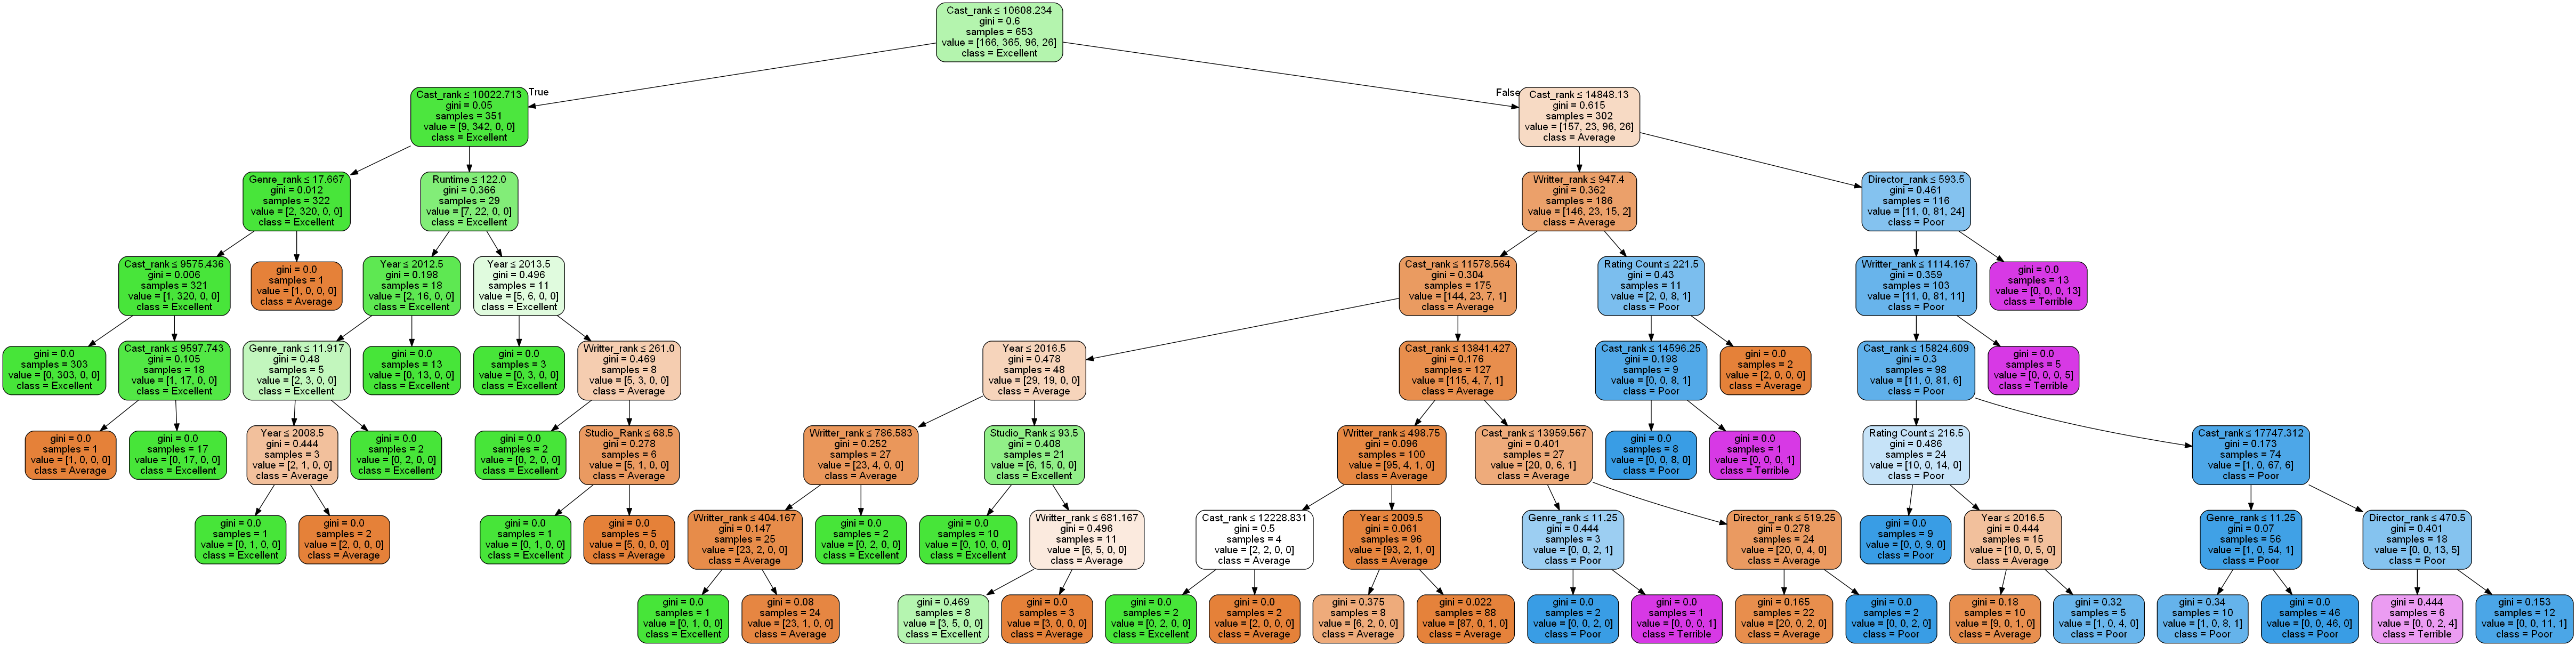 Cast_rank ≤ 10608.234
gini = 0.6
samples = 653
value = [166, 365, 96, 26]
class = Excellent
True
False
Cast_rank ≤ 10022.713
gini = 0.05
samples = 351
value = [9, 342, 0, 0]
class = Excellent
Cast_rank ≤ 14848.13
gini = 0.615
samples = 302
value = [157, 23, 96, 26]
class = Average
Genre_rank ≤ 17.667
gini = 0.012
samples = 322
value = [2, 320, 0, 0]
class = Excellent
Runtime ≤ 122.0
gini = 0.366
samples = 29
value = [7, 22, 0, 0]
class = Excellent
Writter_rank ≤ 947.4
gini = 0.362
samples = 186
value = [146, 23, 15, 2]
class = Average
Director_rank ≤ 593.5
gini = 0.461
samples = 116
value = [11, 0, 81, 24]
class = Poor
Cast_rank ≤ 9575.436
gini = 0.006
samples = 321
value = [1, 320, 0, 0]
class = Excellent
gini = 0.0
samples = 1
value = [1, 0, 0, 0]
class = Average
Year ≤ 2012.5
gini = 0.198
samples = 18
value = [2, 16, 0, 0]
class = Excellent
Year ≤ 2013.5
gini = 0.496
samples = 11
value = [5, 6, 0, 0]
class = Excellent
Cast_rank ≤ 11578.564
gini = 0.304
samples = 175
value = [144, 23, 7, 1]
class = Average
Rating Count ≤ 221.5
gini = 0.43
samples = 11
value = [2, 0, 8, 1]
class = Poor
Writter_rank ≤ 1114.167
gini = 0.359
samples = 103
value = [11, 0, 81, 11]
class = Poor
gini = 0.0
samples = 13
value = [0, 0, 0, 13]
class = Terrible
gini = 0.0
samples = 303
value = [0, 303, 0, 0]
class = Excellent
Cast_rank ≤ 9597.743
gini = 0.105
samples = 18
value = [1, 17, 0, 0]
class = Excellent
Genre_rank ≤ 11.917
gini = 0.48
samples = 5
value = [2, 3, 0, 0]
class = Excellent
gini = 0.0
samples = 13
value = [0, 13, 0, 0]
class = Excellent
gini = 0.0
samples = 3
value = [0, 3, 0, 0]
class = Excellent
Writter_rank ≤ 261.0
gini = 0.469
samples = 8
value = [5, 3, 0, 0]
class = Average
Year ≤ 2016.5
gini = 0.478
samples = 48
value = [29, 19, 0, 0]
class = Average
Cast_rank ≤ 13841.427
gini = 0.176
samples = 127
value = [115, 4, 7, 1]
class = Average
Cast_rank ≤ 14596.25
gini = 0.198
samples = 9
value = [0, 0, 8, 1]
class = Poor
gini = 0.0
samples = 2
value = [2, 0, 0, 0]
class = Average
Cast_rank ≤ 15824.609
gini = 0.3
samples = 98
value = [11, 0, 81, 6]
class = Poor
gini = 0.0
samples = 5
value = [0, 0, 0, 5]
class = Terrible
gini = 0.0
samples = 1
value = [1, 0, 0, 0]
class = Average
gini = 0.0
samples = 17
value = [0, 17, 0, 0]
class = Excellent
Year ≤ 2008.5
gini = 0.444
samples = 3
value = [2, 1, 0, 0]
class = Average
gini = 0.0
samples = 2
value = [0, 2, 0, 0]
class = Excellent
gini = 0.0
samples = 2
value = [0, 2, 0, 0]
class = Excellent
Studio_Rank ≤ 68.5
gini = 0.278
samples = 6
value = [5, 1, 0, 0]
class = Average
Writter_rank ≤ 786.583
gini = 0.252
samples = 27
value = [23, 4, 0, 0]
class = Average
Studio_Rank ≤ 93.5
gini = 0.408
samples = 21
value = [6, 15, 0, 0]
class = Excellent
Writter_rank ≤ 498.75
gini = 0.096
samples = 100
value = [95, 4, 1, 0]
class = Average
Cast_rank ≤ 13959.567
gini = 0.401
samples = 27
value = [20, 0, 6, 1]
class = Average
gini = 0.0
samples = 8
value = [0, 0, 8, 0]
class = Poor
gini = 0.0
samples = 1
value = [0, 0, 0, 1]
class = Terrible
Rating Count ≤ 216.5
gini = 0.486
samples = 24
value = [10, 0, 14, 0]
class = Poor
Cast_rank ≤ 17747.312
gini = 0.173
samples = 74
value = [1, 0, 67, 6]
class = Poor
gini = 0.0
samples = 1
value = [0, 1, 0, 0]
class = Excellent
gini = 0.0
samples = 2
value = [2, 0, 0, 0]
class = Average
gini = 0.0
samples = 1
value = [0, 1, 0, 0]
class = Excellent
gini = 0.0
samples = 5
value = [5, 0, 0, 0]
class = Average
Writter_rank ≤ 404.167
gini = 0.147
samples = 25
value = [23, 2, 0, 0]
class = Average
gini = 0.0
samples = 2
value = [0, 2, 0, 0]
class = Excellent
gini = 0.0
samples = 10
value = [0, 10, 0, 0]
class = Excellent
Writter_rank ≤ 681.167
gini = 0.496
samples = 11
value = [6, 5, 0, 0]
class = Average
Cast_rank ≤ 12228.831
gini = 0.5
samples = 4
value = [2, 2, 0, 0]
class = Average
Year ≤ 2009.5
gini = 0.061
samples = 96
value = [93, 2, 1, 0]
class = Average
Genre_rank ≤ 11.25
gini = 0.444
samples = 3
value = [0, 0, 2, 1]
class = Poor
Director_rank ≤ 519.25
gini = 0.278
samples = 24
value = [20, 0, 4, 0]
class = Average
gini = 0.0
samples = 9
value = [0, 0, 9, 0]
class = Poor
Year ≤ 2016.5
gini = 0.444
samples = 15
value = [10, 0, 5, 0]
class = Average
Genre_rank ≤ 11.25
gini = 0.07
samples = 56
value = [1, 0, 54, 1]
class = Poor
Director_rank ≤ 470.5
gini = 0.401
samples = 18
value = [0, 0, 13, 5]
class = Poor
gini = 0.0
samples = 1
value = [0, 1, 0, 0]
class = Excellent
gini = 0.08
samples = 24
value = [23, 1, 0, 0]
class = Average
gini = 0.469
samples = 8
value = [3, 5, 0, 0]
class = Excellent
gini = 0.0
samples = 3
value = [3, 0, 0, 0]
class = Average
gini = 0.0
samples = 2
value = [0, 2, 0, 0]
class = Excellent
gini = 0.0
samples = 2
value = [2, 0, 0, 0]
class = Average
gini = 0.375
samples = 8
value = [6, 2, 0, 0]
class = Average
gini = 0.022
samples = 88
value = [87, 0, 1, 0]
class = Average
gini = 0.0
samples = 2
value = [0, 0, 2, 0]
class = Poor
gini = 0.0
samples = 1
value = [0, 0, 0, 1]
class = Terrible
gini = 0.165
samples = 22
value = [20, 0, 2, 0]
class = Average
gini = 0.0
samples = 2
value = [0, 0, 2, 0]
class = Poor
gini = 0.18
samples = 10
value = [9, 0, 1, 0]
class = Average
gini = 0.32
samples = 5
value = [1, 0, 4, 0]
class = Poor
gini = 0.34
samples = 10
value = [1, 0, 8, 1]
class = Poor
gini = 0.0
samples = 46
value = [0, 0, 46, 0]
class = Poor
gini = 0.444
samples = 6
value = [0, 0, 2, 4]
class = Terrible
gini = 0.153
samples = 12
value = [0, 0, 11, 1]
class = Poor